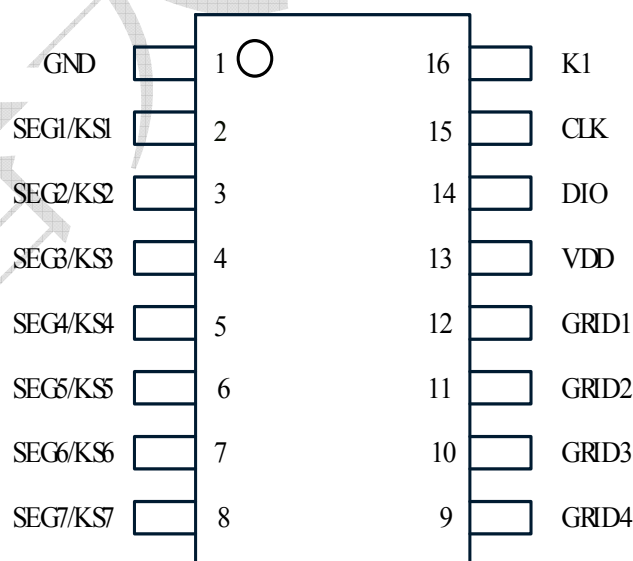 GND 1 16 K1
SEG1/KS1 2 15 CLK
SEG2/KS2 3 14 DIO
SEG3/KS3 4 13 VDD
SEG4/KS4 5 12 GRID1
SEG5/KS5 6 11 GRID2
SEG6/KS6 7 10 GRID3
SEG7/KS7 8 9 GRID4